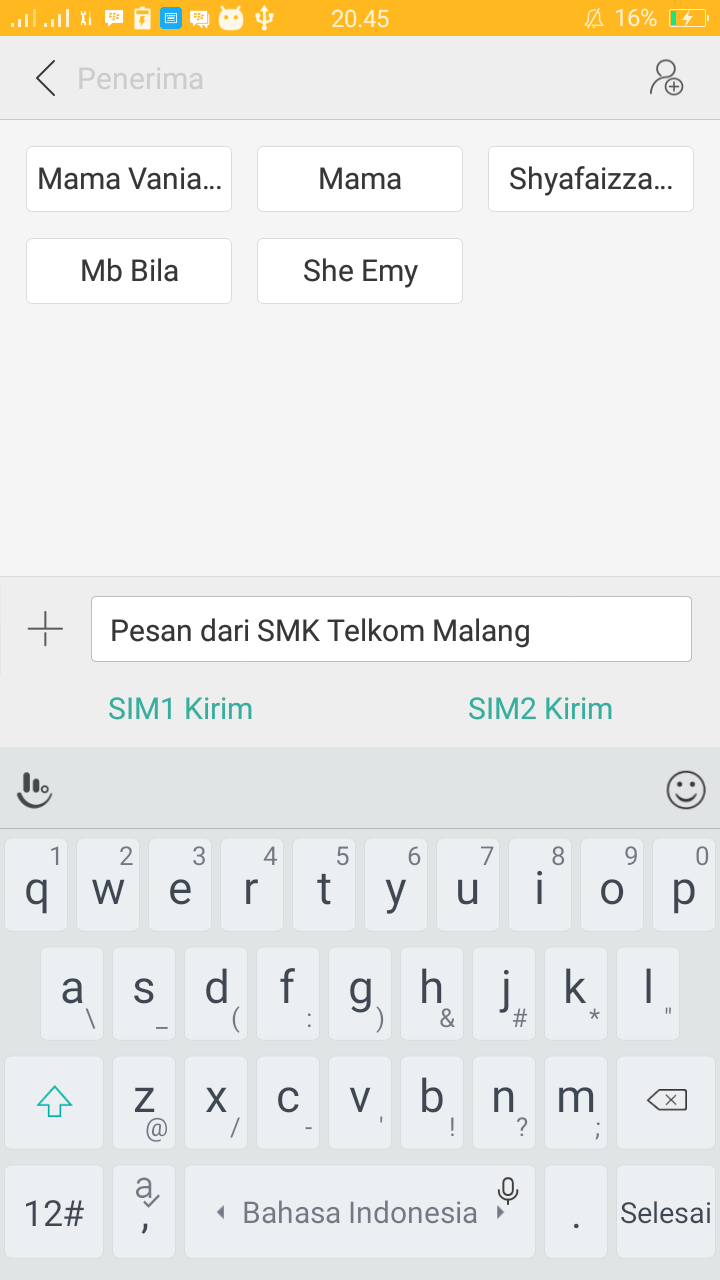 20.45 16%
Penerima
Mama Vania... Mama Shyafaizza...
Mb Bila She Emy
Pesan dari SMK Telkom Malang
SIM1 Kirim SIM2 Kirim
1 2 3 4 5 6 7 8 9 0
q w e r t y u i o p
a s d f g h j k l
\ _ ( : ) & # * "
z x c v b n m
@ / - ' ! ? ;
12# a , Bahasa Indonesia . Selesai